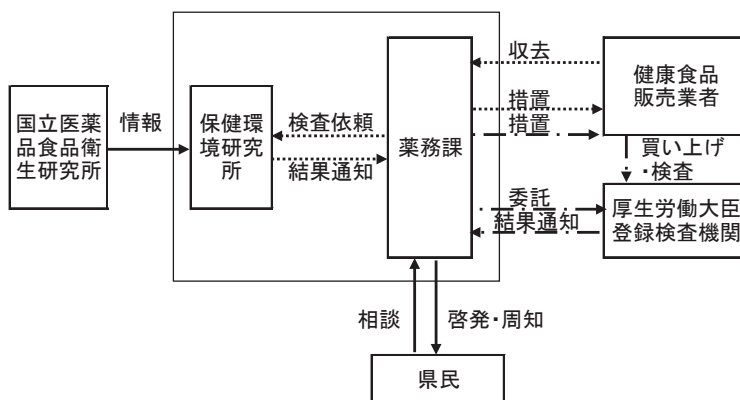 収去
健康食品
販売業者
措置
措置
国立医薬
品食品衛
生研究所
情報
保健環
境研究
所
検査依頼
結果通知
薬務課
買い上げ
・検査
委託
結果通知
厚生労働大臣
登録検査機関
相談
啓発・周知
県民